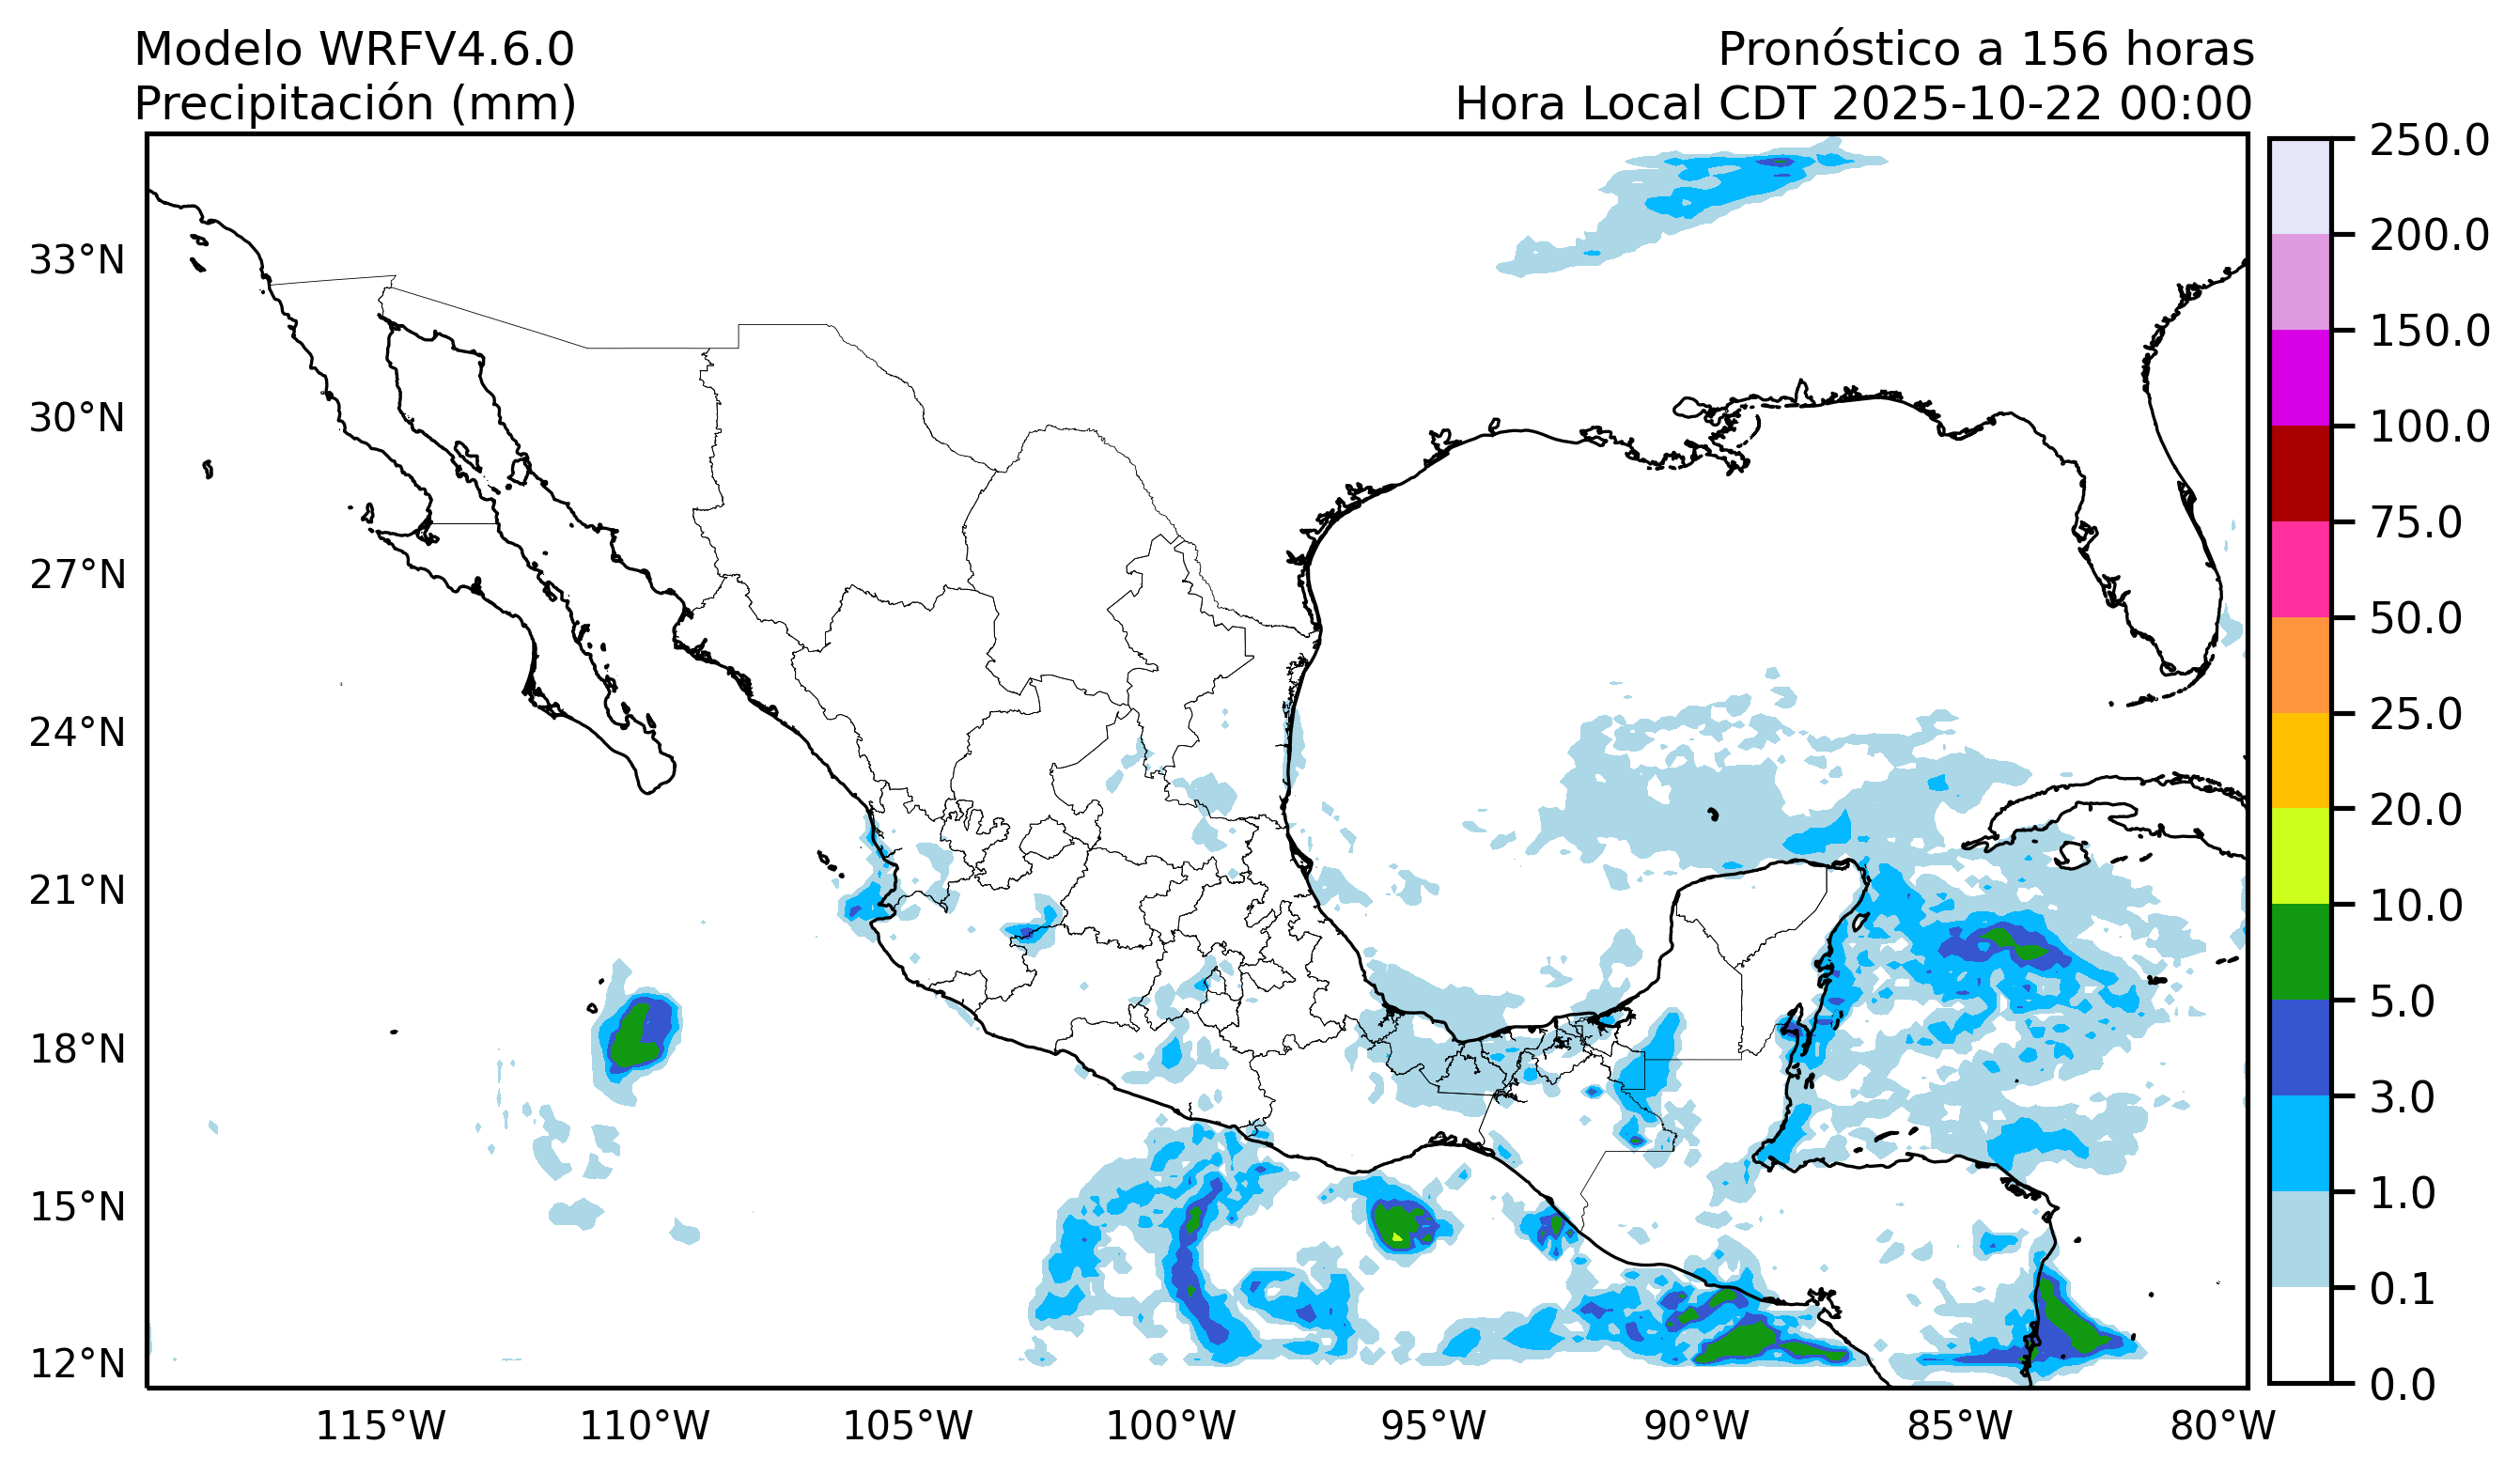 Modelo WRFV4.6.0
Precipitación (mm)
Pronóstico a 156 horas
Hora Local CDT 2025-10-22 00:00
33°N
30°N
27°N
24°N
21°N
18°N
15°N
12°N
115°W
110°W
105°W
100°W
95°W
90°W
85°W
80°W
250.0
200.0
150.0
100.0
75.0
50.0
25.0
20.0
10.0
5.0
3.0
1.0
0.1
0.0